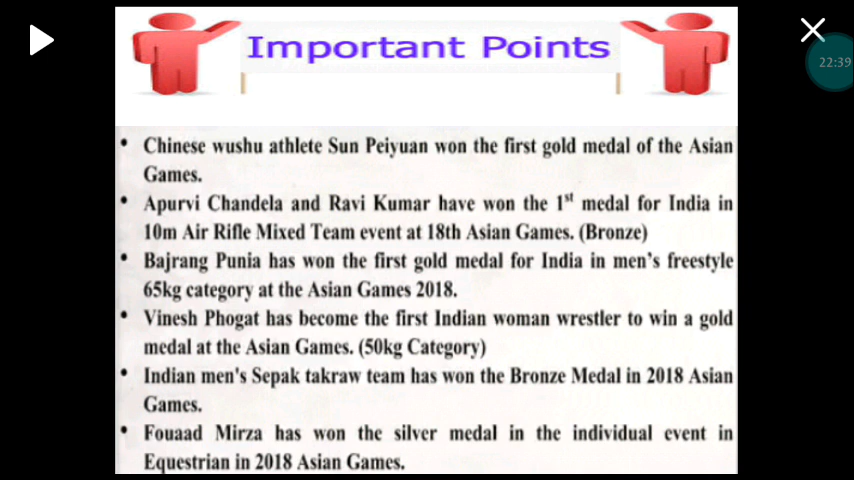 Important Points
22:39
• Chinese wushu athlete Sun Peiyuan won the first gold medal of the Asian
Games.
• Apurvi Chandela and Ravi Kumar have won the 1st medal for India in
10m Air Rifle Mixed Team event at 18th Asian Games. (Bronze)
• Bajrang Punia has won the first gold medal for India in men's freestyle
65kg category at the Asian Games 2018.
• Vinesh Phogat has become the first Indian woman wrestler to win a gold
medal at the Asian Games. (50kg Category)
• Indian men's Sepak takraw team has won the Bronze Medal in 2018 Asian
Games.
• Fouaad Mirza has won the silver medal in the individual event in
Equestrian in 2018 Asian Games.